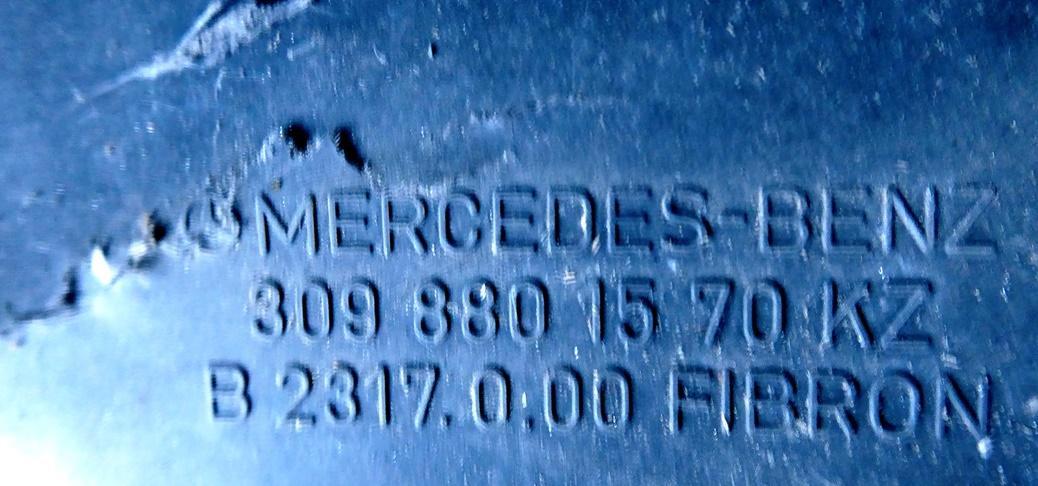 MERCEDES-BENZ
309 880 15 70 KZ
B 2317.0.00 FIBRON